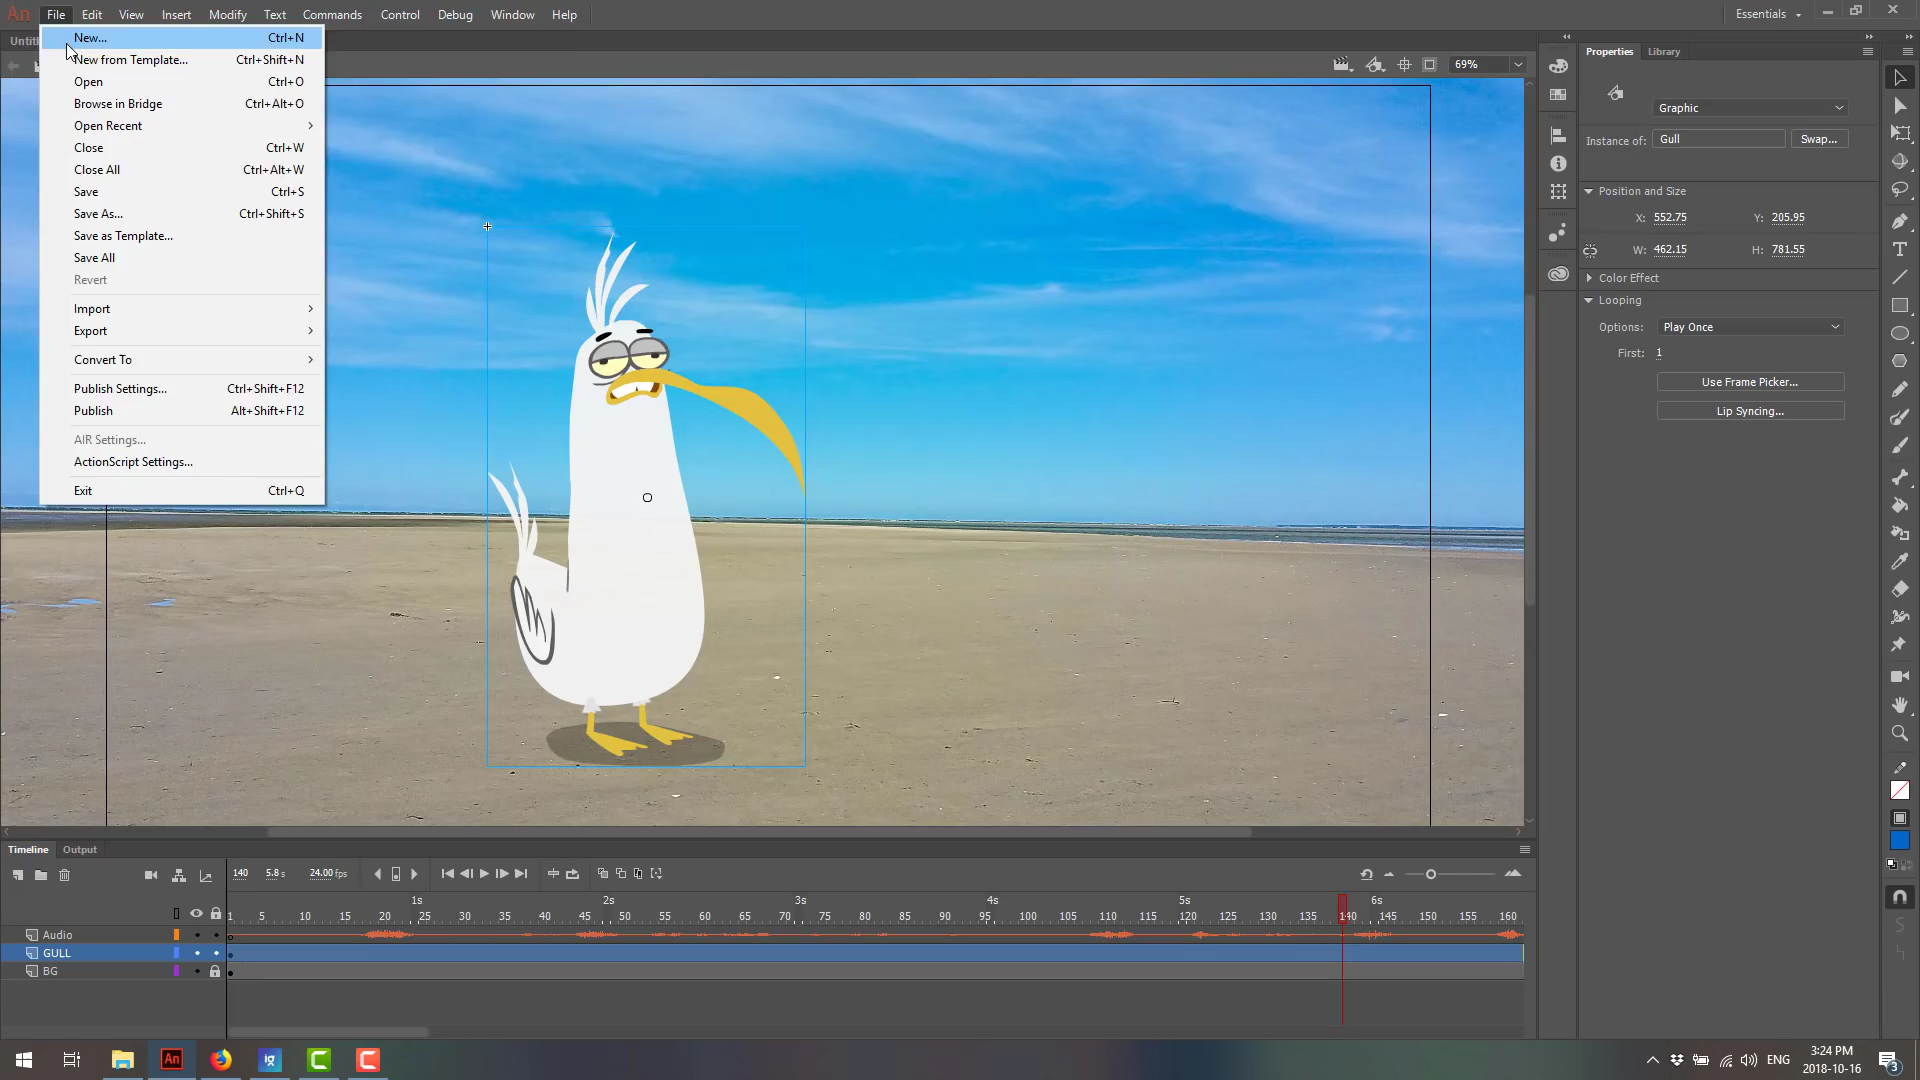 An File Edit View Insert Modify Text Commands Control Debug Window Help Essentials
Untitl
69%
New... Ctrl+N
New from Template... Ctrl+Shift+N
Open Ctrl+O
Browse in Bridge Ctrl+Alt+O
Open Recent
Close Ctrl+W
Close All Ctrl+Alt+W
Save Ctrl+S
Save As... Ctrl+Shift+S
Save as Template...
Save All
Revert
Import
Export
Convert To
Publish Settings... Ctrl+Shift+F12
Publish Alt+Shift+F12
AIR Settings...
ActionScript Settings...
Exit Ctrl+Q
Properties Library
Graphic
Instance of: Gull Swap...
Position and Size
X: 552.75 Y: 205.95
W: 462.15 H: 781.55
Color Effect
Looping
Options: Play Once
First: 1
Use Frame Picker...
Lip Syncing...
Timeline Output
140 5.8 s 24.00 fps
1s 2s 3s 4s 5s 6s
1 5 10 15 20 25 30 35 40 45 50 55 60 65 70 75 80 85 90 95 100 105 110 115 120 125 130 135 140 145 150 155 160
Audio
GULL
BG
An ig C C
ENG
3:24 PM
2018-10-16
3